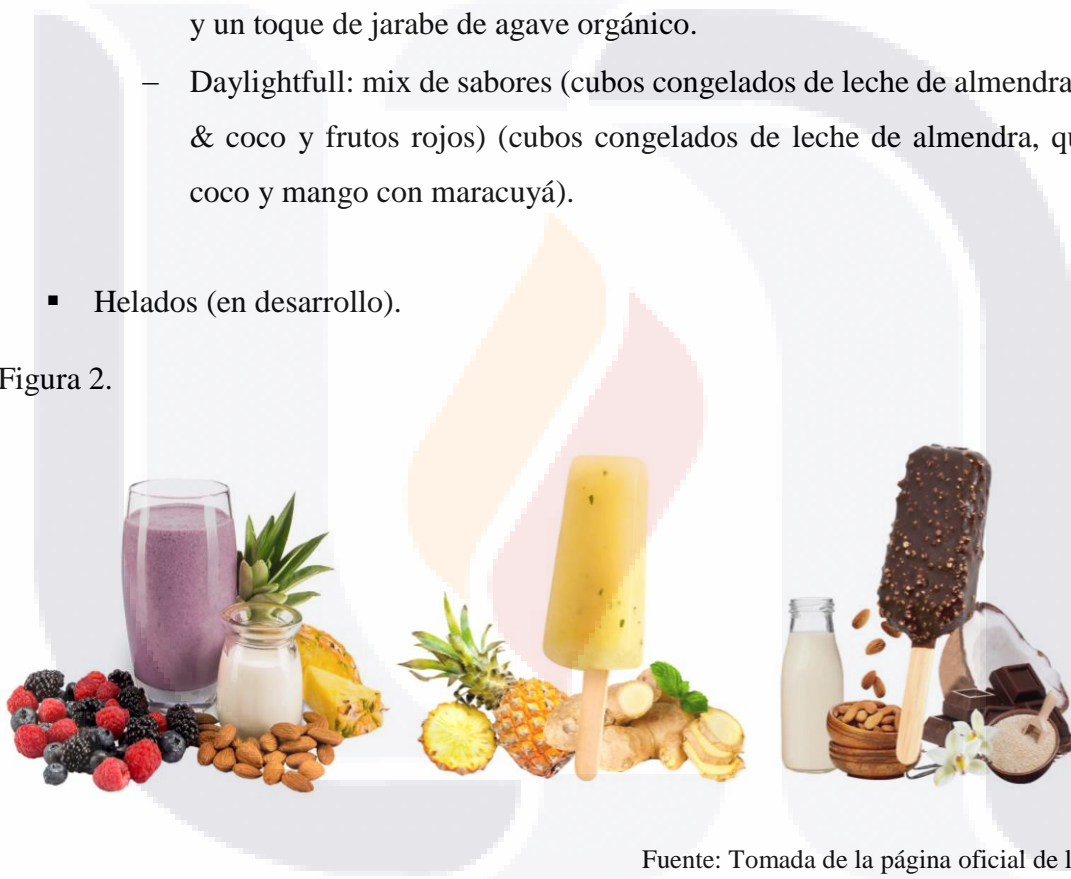 y un toque de jarabe de agave orgánico.
– Daylightfull: mix de sabores (cubos congelados de leche de almendra
& coco y frutos rojos) (cubos congelados de leche de almendra,
coco y mango con maracuyá).
▪ Helados (en desarrollo).
Figura 2.
Fuente: Tomada de la página oficial de